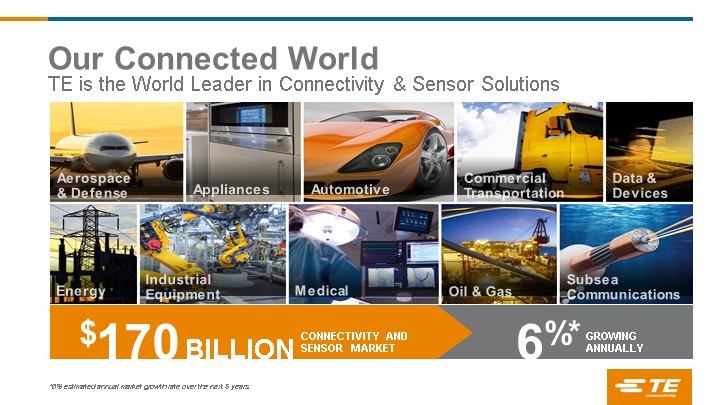 Our Connected World
TE is the World Leader in Connectivity & Sensor Solutions
Aerospace
& Defense
Appliances
Automotive
Commercial
Transportation
Data &
Devices
Energy
Industrial
Equipment
Medical
Oil & Gas
Subsea
Communications
$170 BILLION
CONNECTIVITY AND
SENSOR MARKET
6%*
GROWING
ANNUALLY
*6% estimated annual market growth rate over the next 5 years.
TE
connectivity